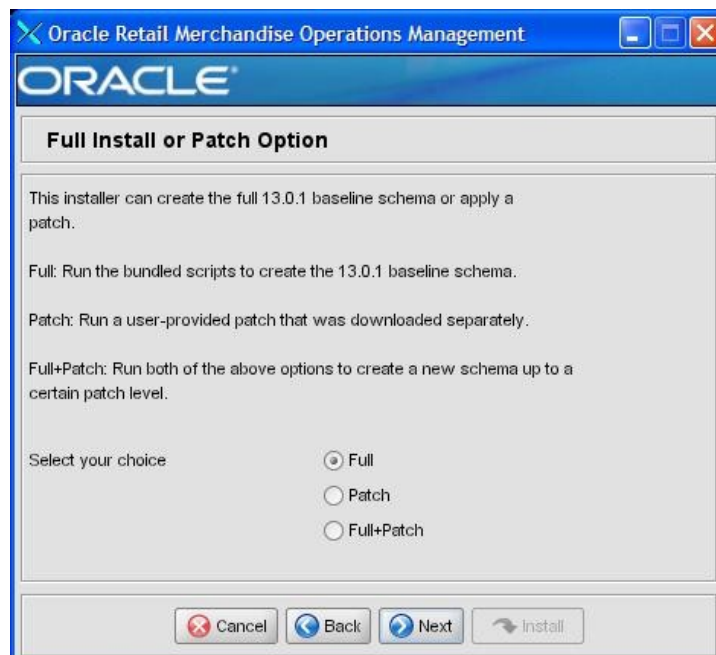 Oracle Retail Merchandise Operations Management
ORACLE®
Full Install or Patch Option
This installer can create the full 13.0.1 baseline schema or apply a
patch.
Full: Run the bundled scripts to create the 13.0.1 baseline schema.
Patch: Run a user-provided patch that was downloaded separately.
Full+Patch: Run both of the above options to create a new schema up to a
certain patch level.
Select your choice
Full
Patch
Full+Patch
Cancel Back Next Install